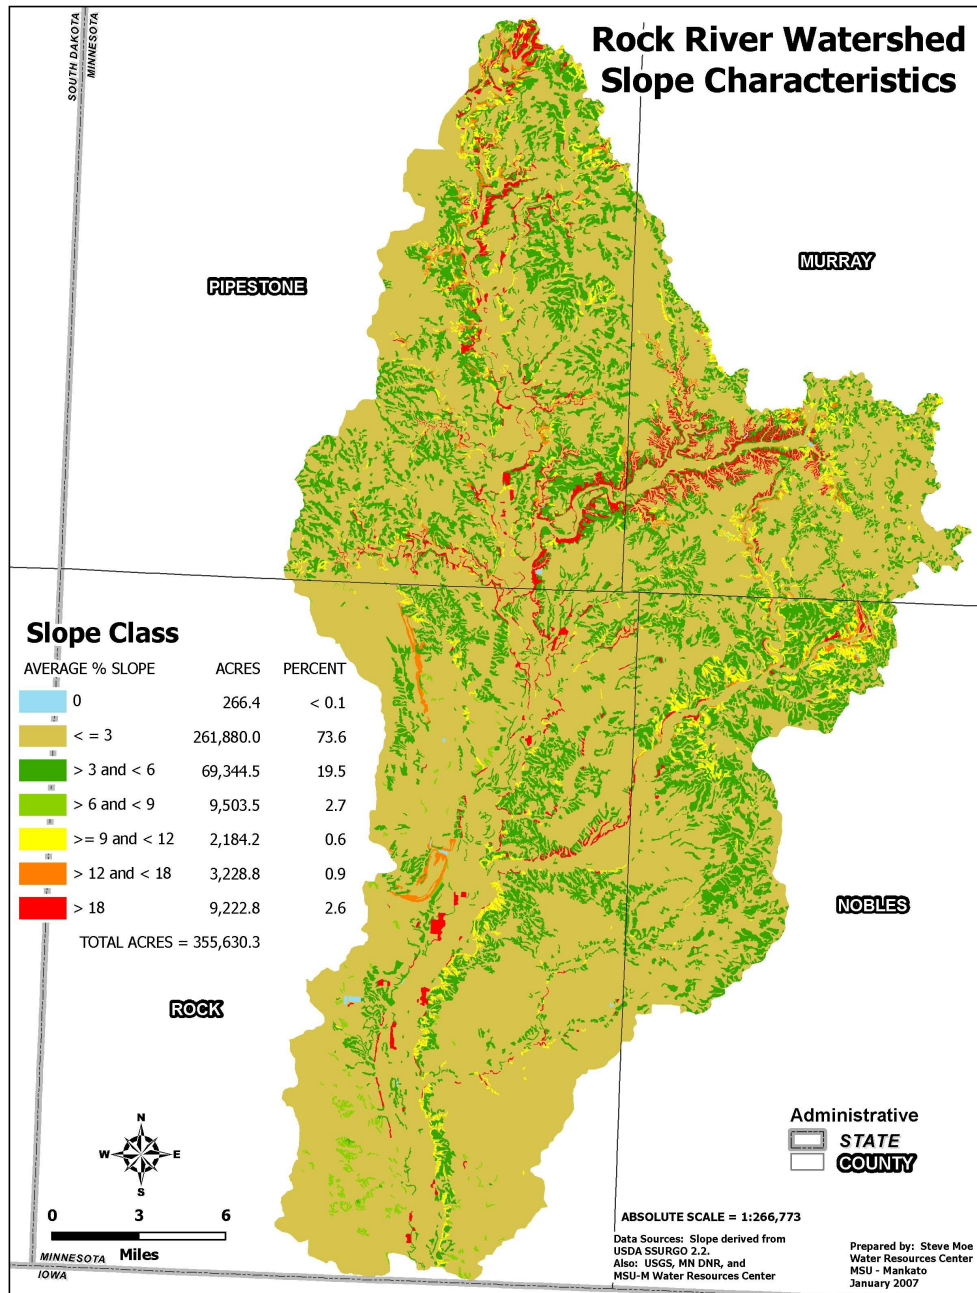 Rock River Watershed
Slope Characteristics
SOUTH DAKOTA
MINNESOTA
PIPESTONE
MURRAY
Slope Class
AVERAGE % SLOPE ACRES PERCENT
0 266.4 < 0.1
< = 3 261,880.0 73.6
> 3 and < 6 69,344.5 19.5
> 6 and < 9 9,503.5 2.7
>= 9 and < 12 2,184.2 0.6
> 12 and < 18 3,228.8 0.9
> 18 9,222.8 2.6
TOTAL ACRES = 355,630.3
NOBLES
ROCK
N
W E
S
0 3 6
Miles
MINNESOTA
IOWA
Administrative
STATE
COUNTY
ABSOLUTE SCALE = 1:266,773
Data Sources: Slope derived from
USDA SSURGO 2.2.
Also: USGS, MN DNR, and
MSU-M Water Resources Center
Prepared by: Steve Moe
Water Resources Center
MSU - Mankato
January 2007